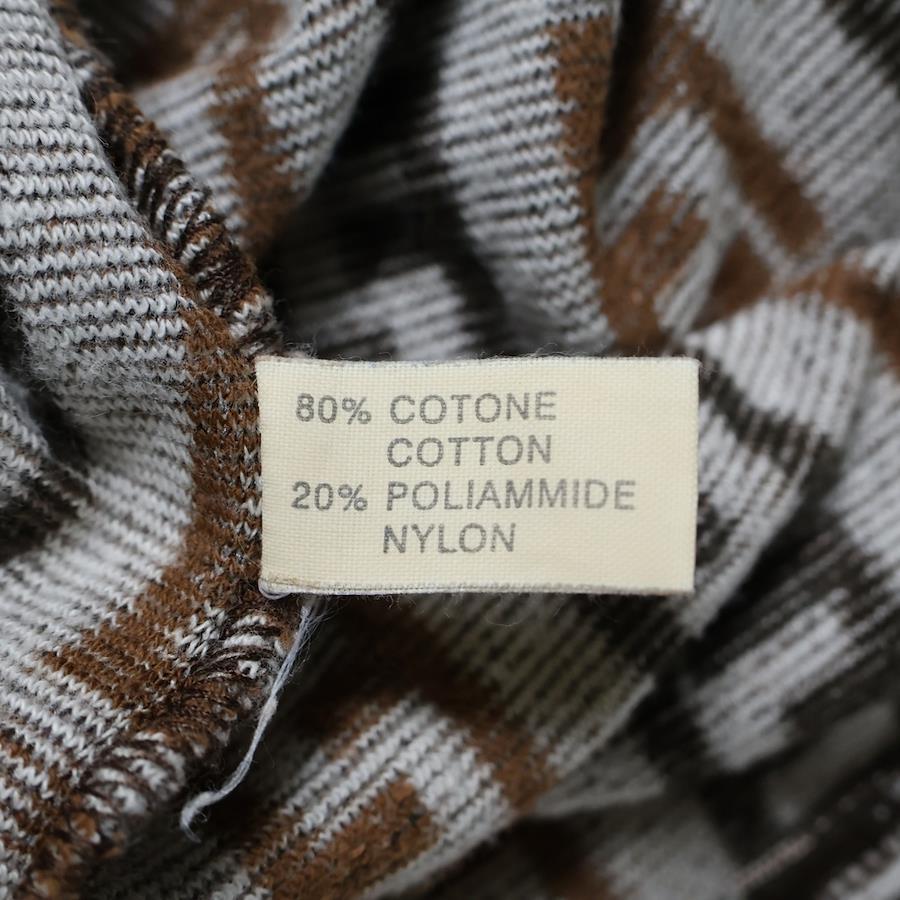 80% COTONE
COTTON
20% POLIAMMIDE
NYLON